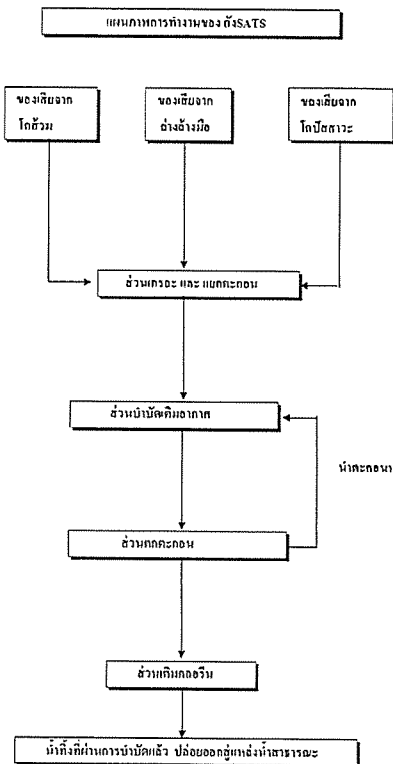 แผนภาพการทำงานของ ถังSATS
ของเสียจาก
โถส้วม
ของเสียจาก
อ่างล้างมือ
ของเสียจาก
โถปัสสาวะ
ส่วนเกรอะ และ แยกตะกอน
ส่วนบำบัดเติมอากาศ
นำตะกอนมา
ส่วนตกตะกอน
ส่วนเติมคลอรีน
น้ำทิ้งที่ผ่านการบำบัดแล้ว ปล่อยออกสู่แหล่งน้ำสาธารณะ